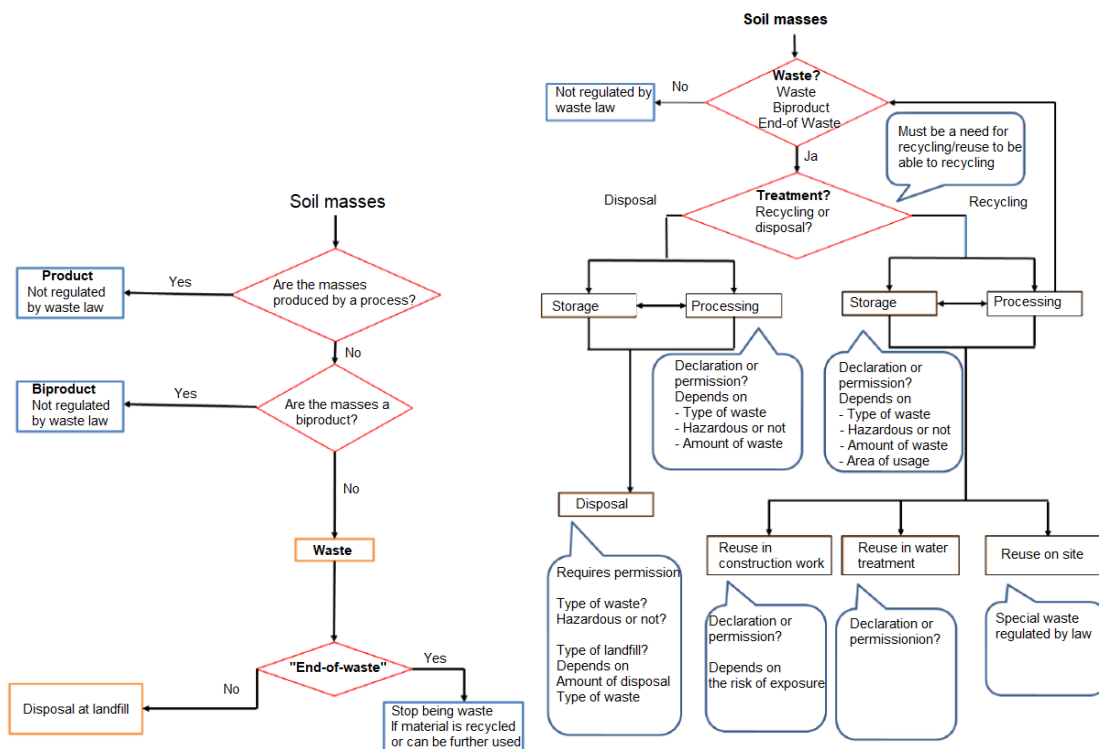 Soil masses
Are the masses
produced by a process?
Yes
Product
Not regulated
by waste law
No
Are the masses a
biproduct?
Yes
Biproduct
Not regulated
by waste law
No
Waste
"End-of-waste"
No
Disposal at landfill
Yes
Stop being waste
If material is recycled
or can be further used
Soil masses
Waste?
Waste
Biproduct
End-of Waste
No
Not regulated by
waste law
Ja
Must be a need for
recycling/reuse to be
able to recycling
Treatment?
Recycling or
disposal?
Disposal
Recycling
Storage
Processing
Storage
Processing
Declaration or
permission?
Depends on
- Type of waste
- Hazardous or not
- Amount of waste
Declaration or
permission?
Depends on
- Type of waste
- Hazardous or not
- Amount of waste
- Area of usage
Disposal
Requires permission
Type of waste?
Hazardous or not?
Type of landfill?
Depends on
Amount of disposal
Type of waste
Reuse in
construction work
Declaration or
permission?
Depends on
the risk of exposure
Reuse in water
treatment
Declaration or
permissionion?
Reuse on site
Special waste
regulated by law